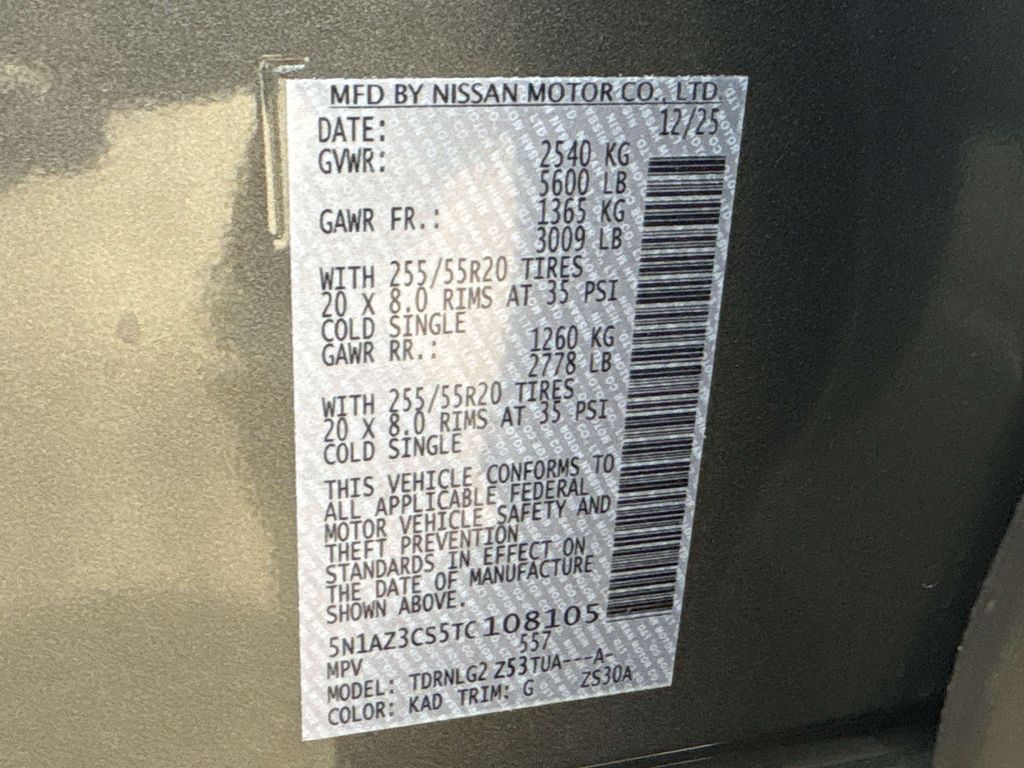 MFD BY NISSAN MOTOR CO., LTD
DATE: 12/25
GVWR: 2540 KG
5600 LB
GAWR FR.: 1365 KG
3009 LB
WITH 255/55R20 TIRES
20 X 8.0 RIMS AT 35 PSI
COLD SINGLE
GAWR RR.: 1260 KG
2778 LB
WITH 255/55R20 TIRES
20 X 8.0 RIMS AT 35 PSI
COLD SINGLE
THIS VEHICLE CONFORMS TO
ALL APPLICABLE FEDERAL
MOTOR VEHICLE SAFETY AND
THEFT PREVENTION
STANDARDS IN EFFECT ON
THE DATE OF MANUFACTURE
SHOWN ABOVE.
5N1AZ3CS5TC 108105
MPV 557
MODEL: TDRNLG2 Z53TUA---A-
COLOR: KAD TRIM: G ZS30A